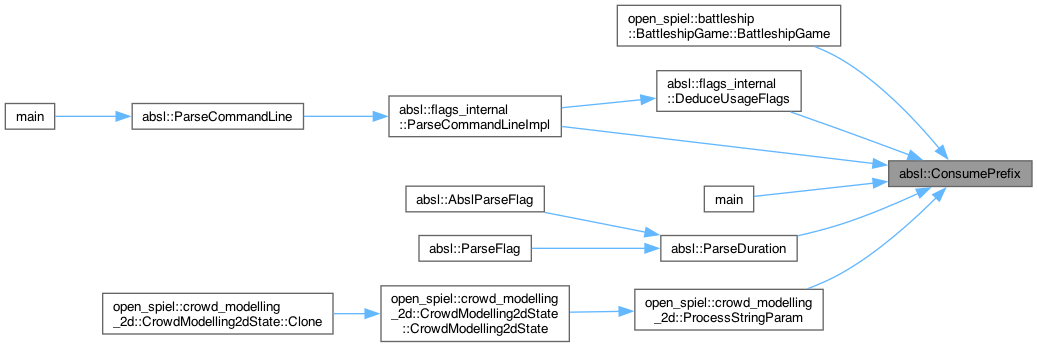 open_spiel::battleship
::BattleshipGame::BattleshipGame
absl::flags_internal
::DeduceUsageFlags
main
absl::ParseCommandLine
absl::flags_internal
::ParseCommandLineImpl
absl::ConsumePrefix
absl::AbslParseFlag
main
absl::ParseFlag
absl::ParseDuration
open_spiel::crowd_modelling
_2d::CrowdModelling2dState::Clone
open_spiel::crowd_modelling
_2d::CrowdModelling2dState
::CrowdModelling2dState
open_spiel::crowd_modelling
_2d::ProcessStringParam